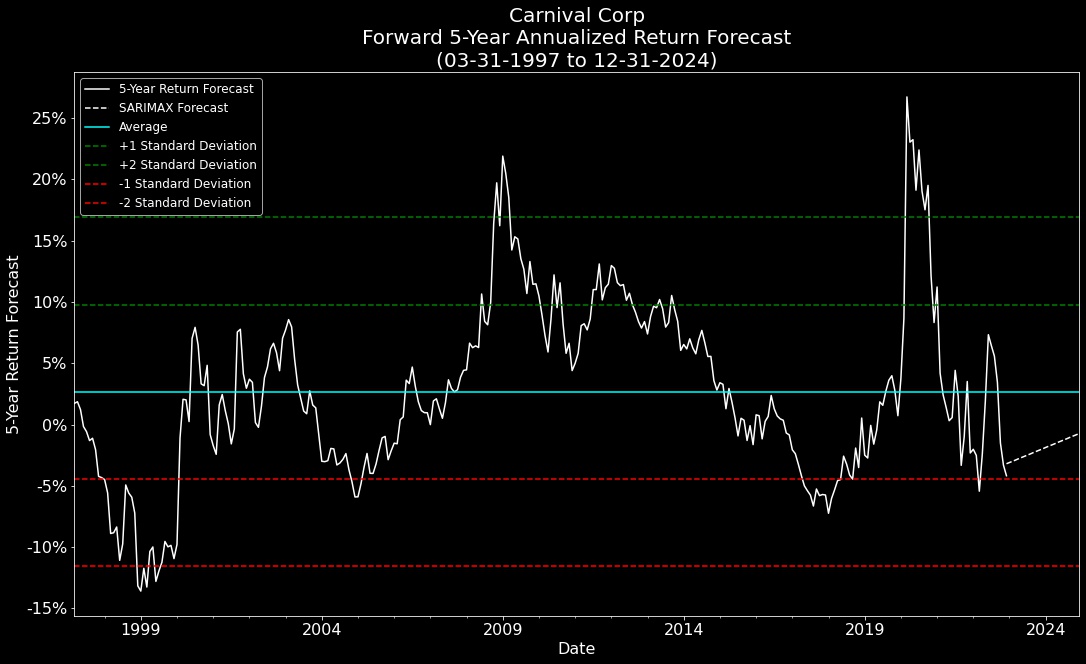 Carnival Corp
Forward 5-Year Annualized Return Forecast
(03-31-1997 to 12-31-2024)
5-Year Return Forecast
SARIMAX Forecast
Average
+1 Standard Deviation
+2 Standard Deviation
-1 Standard Deviation
-2 Standard Deviation
5-Year Return Forecast
25%
20%
15%
10%
5%
0%
-5%
-10%
-15%
1999 2004 2009 2014 2019 2024
Date